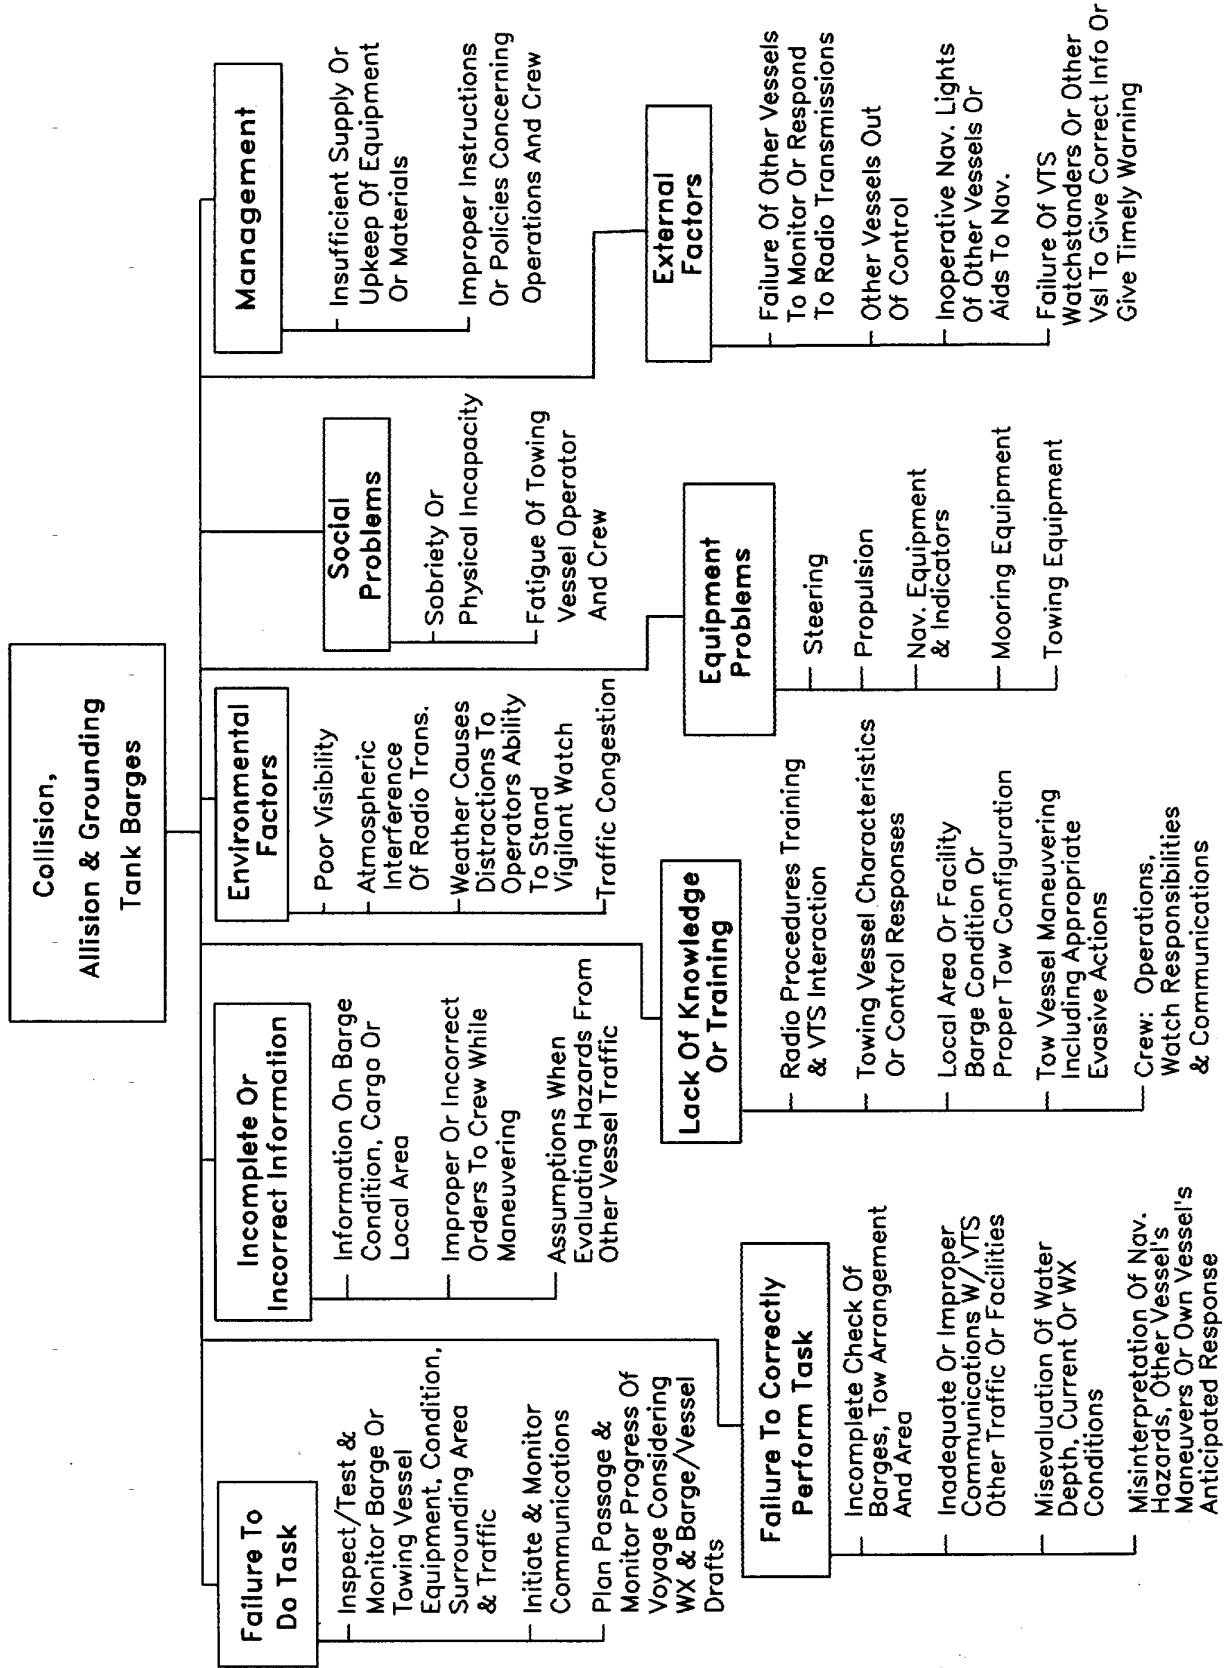 Collision,
Allision & Grounding
Tank Barges
Failure To
Do Task
Inspect/Test &
Monitor Barge Or
Towing Vessel
Equipment, Condition,
Surrounding Area
& Traffic
Initiate & Monitor
Communications
Plan Passage &
Monitor Progress Of
Voyage Considering
WX & Barge/Vessel
Drafts
Failure To Correctly
Perform Task
Incomplete Check Of
Barges, Tow Arrangement
And Area
Inadequate Or Improper
Communications W/ VTS
Other Traffic Or Facilities
Misevaluation Of Water
Depth, Current Or WX
Conditions
Misinterpretation Of Nav.
Hazards, Other Vessel's
Maneuvers Or Own Vessel's
Anticipated Response
Incomplete Or
Incorrect Information
Information On Barge
Condition, Cargo Or
Local Area
Improper Or Incorrect
Orders To Crew While
Maneuvering
Assumptions When
Evaluating Hazards From
Other Vessel Traffic
Lack Of Knowledge
Or Training
Radio Procedures Training
& VTS Interaction
Towing Vessel Characteristics
Or Control Responses
Local Area Or Facility
Barge Condition Or
Proper Tow Configuration
Tow Vessel Maneuvering
Including Appropriate
Evasive Actions
Crew: Operations,
Watch Responsibilities
& Communications
Environmental
Factors
Poor Visibility
Atmospheric
Interference
Of Radio Trans.
Weather Causes
Distractions To
Operators Ability
To Stand
Vigilant Watch
Traffic Congestion
Equipment
Problems
Steering
Propulsion
Nav. Equipment
& Indicators
Mooring Equipment
Towing Equipment
Social
Problems
Sobriety Or
Physical Incapacity
Fatigue Of Towing
Vessel Operator
And Crew
External
Factors
Failure Of Other Vessels
To Monitor Or Respond
To Radio Transmissions
Other Vessels Out
Of Control
Inoperative Nav. Lights
Of Other Vessels Or
Aids To Nav.
Failure Of VTS
Watchstanders Or Other
Vsl To Give Correct Info Or
Give Timely Warning
Management
Insufficient Supply Or
Upkeep Of Equipment
Or Materials
Improper Instructions
Or Policies Concerning
Operations And Crew